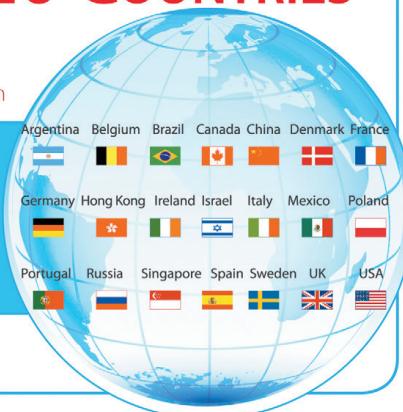 COUNTRIES
Argentina Belgium Brazil Canada China Denmark France
Germany Hong Kong Ireland Israel Italy Mexico Poland
Portugal Russia Singapore Spain Sweden UK USA